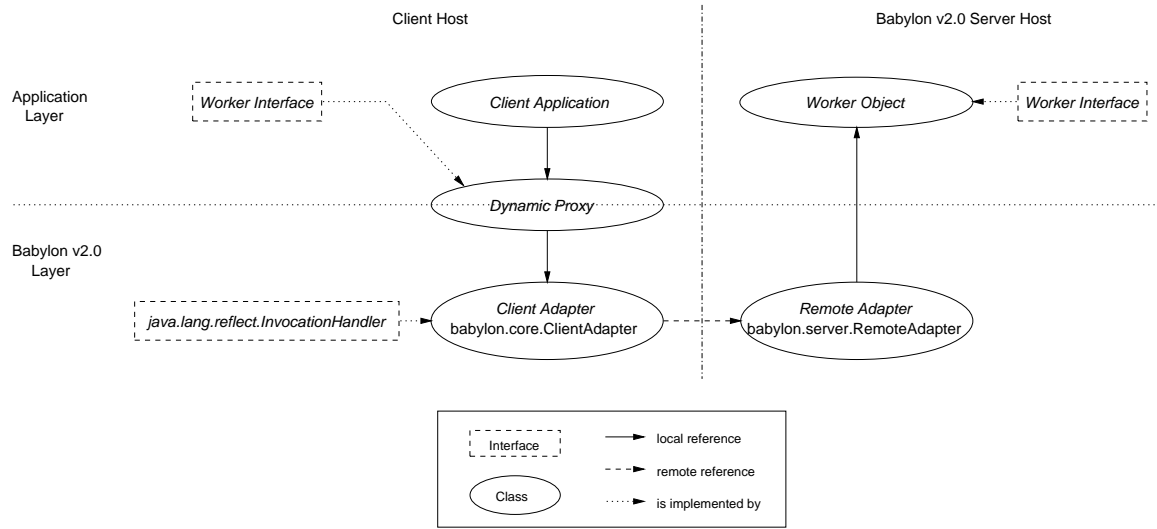 Client Host
Babylon v2.0 Server Host
Application
Layer
Worker Interface
Client Application
Worker Object
Worker Interface
Dynamic Proxy
Babylon v2.0
Layer
java.lang.reflect.InvocationHandler
Client Adapter
babylon.core.ClientAdapter
Remote Adapter
babylon.server.RemoteAdapter
Interface
local reference
remote reference
Class
is implemented by